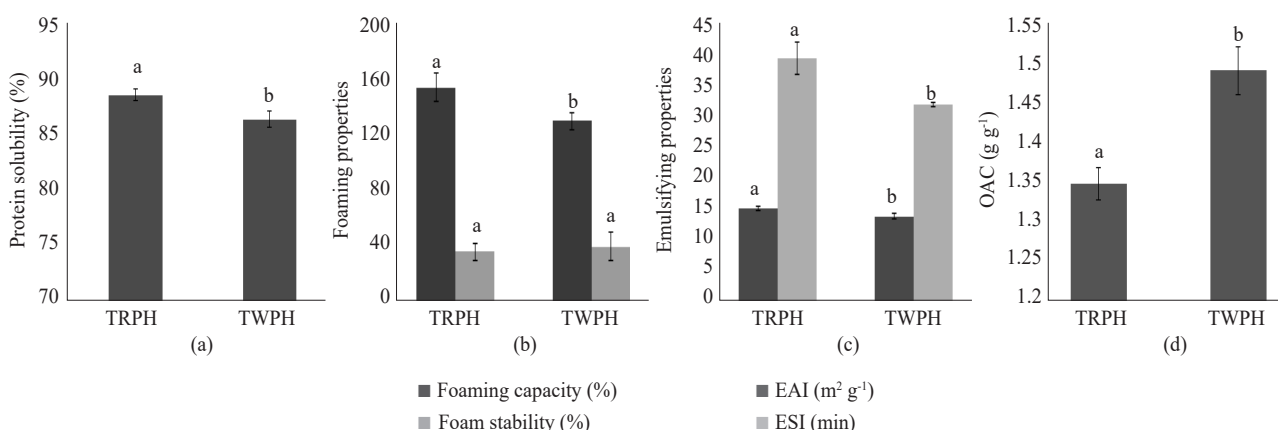 Protein solubility (%)
95
90
85
80
75
70
a
b
TRPH
TWPH
(a)
Foaming properties
200
160
120
80
40
0
a
a
b
a
TRPH
TWPH
(b)
Foaming capacity (%)
Foam stability (%)
Emulsifying properties
45
40
35
30
25
20
15
10
5
0
a
a
b
b
TRPH
TWPH
(c)
EAI (m² g⁻¹)
ESI (min)
OAC (g g⁻¹)
1.55
1.5
1.45
1.4
1.35
1.3
1.25
1.2
a
b
TRPH
TWPH
(d)